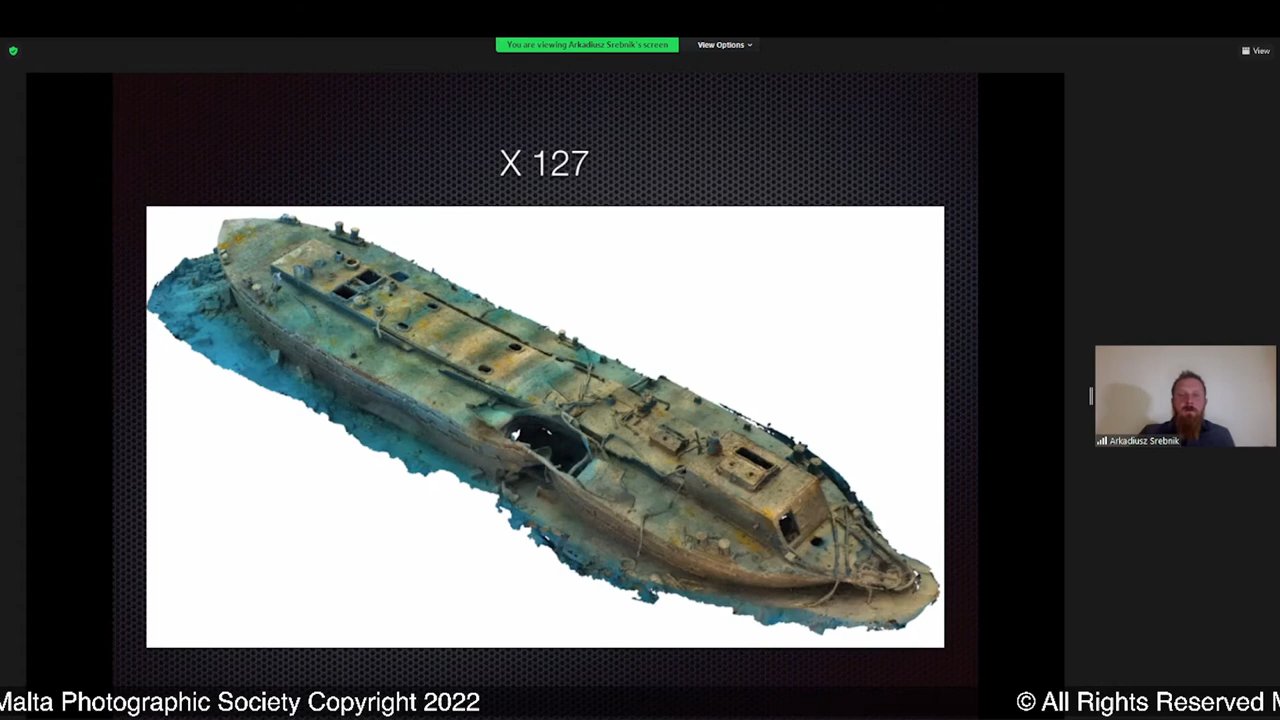 You are viewing Arkadiusz Srebnik's screen
View Options
View
X 127
Arkadiusz Srebnik
Malta Photographic Society Copyright 2022
© All Rights Reserved M